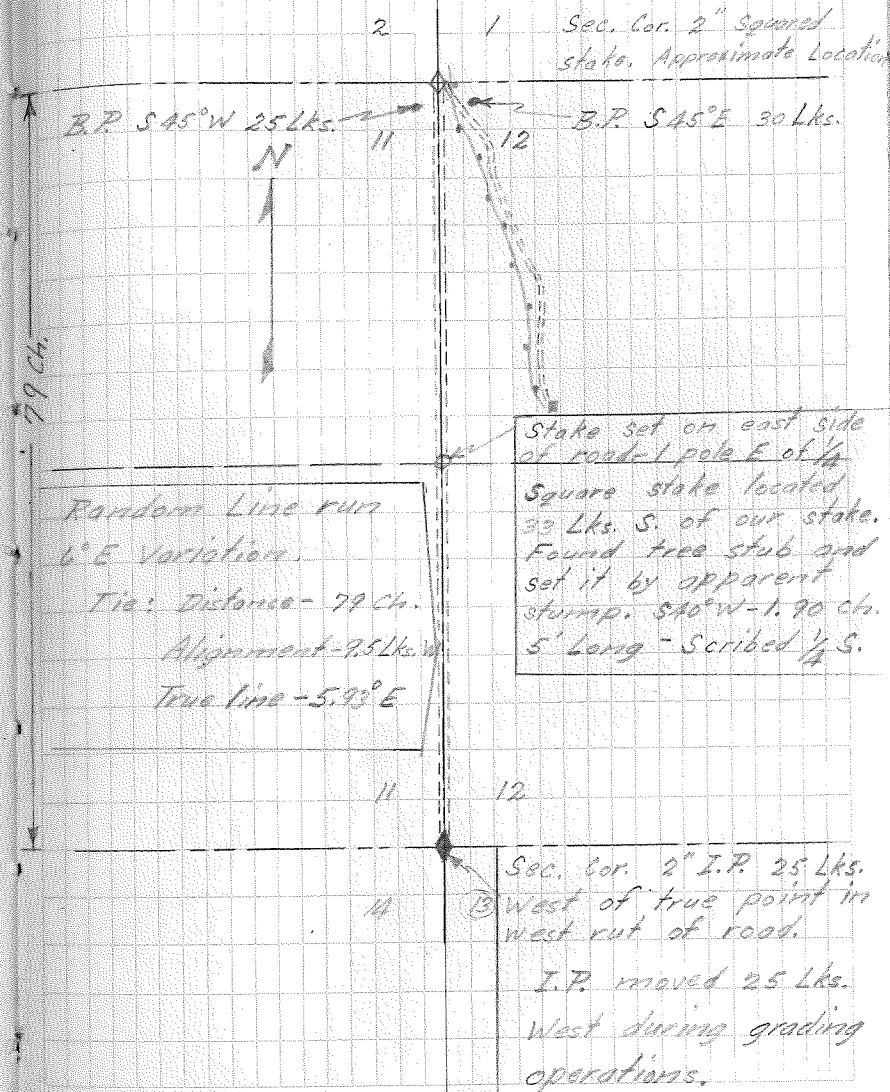 2 1
Sec. Cor. 2" Squared
stake. Approximate Location
B.P. S 45° W 25 Lks.
11 12
B.P. S 45° E 30 Lks.
N
79 Ch.
Stake set on east side
of road-1 pole E of 1/4
Square stake located
33 Lks. S. of our stake.
Found tree stub and
set it by apparent
stump. S40°W-1.90 ch.
5' Long - Scribed 1/4 S.
Random Line run
6° E Variation.
Tie: Distance - 79 Ch.
Alignment - 9.5 Lks. W
True line - 5.93° E
11 12
14 13
Sec. Cor. 2" I.P. 25 Lks.
West of true point in
west rut of road.
I.P. moved 25 Lks.
West during grading
operations.